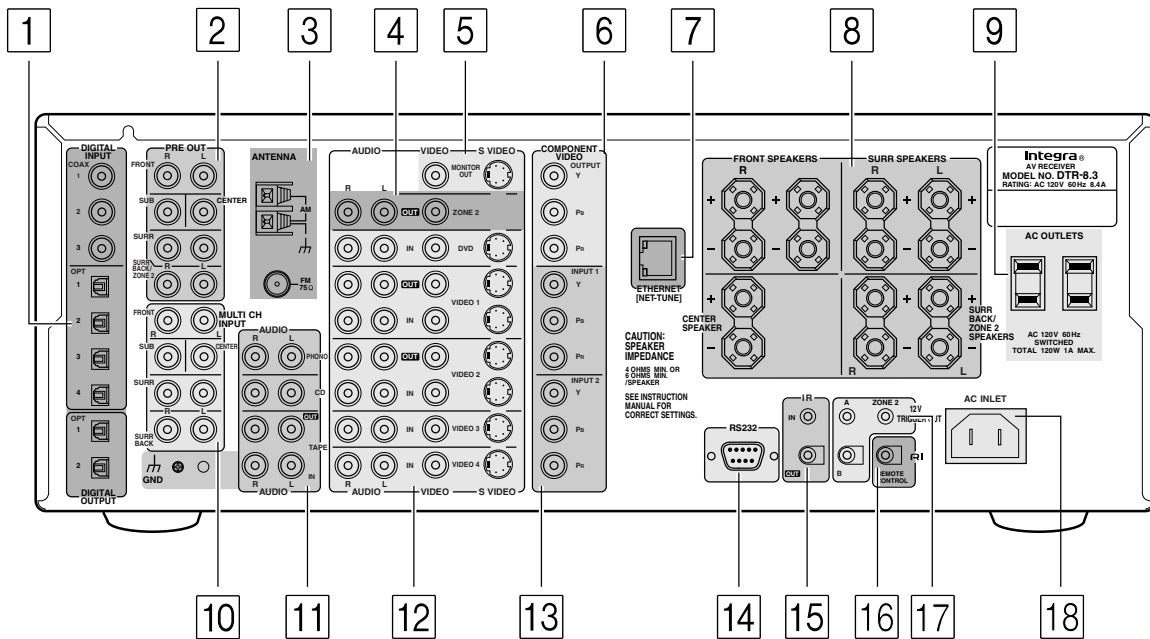 1
2
3
4
5
6
7
8
9
DIGITAL
INPUT
COAX
1
2
3
OPT
1
2
3
4
OPT
1
2
DIGITAL
OUTPUT
PRE OUT
R L
FRONT
SUB CENTER
SURR
SURR
BACK/
ZONE 2
R L
MULTI CH
INPUT
FRONT
R L
SUB CENTER
SURR
R L
SURR
BACK
GND
ANTENNA
AM
FM
75Ω
AUDIO
R L
PHONO
CD
OUT
TAPE
IN
R L
AUDIO
AUDIO VIDEO S VIDEO
MONITOR
OUT
R L
OUT ZONE 2
IN DVD
OUT
VIDEO 1
IN
OUT
VIDEO 2
IN
IN VIDEO 3
IN VIDEO 4
R L
AUDIO VIDEO S VIDEO
COMPONENT
VIDEO
OUTPUT
Y
PB
PR
INPUT 1
Y
PB
PR
INPUT 2
Y
PB
PR
ETHERNET
[NET-TUNE]
CAUTION:
SPEAKER
IMPEDANCE
4 OHMS MIN. OR
6 OHMS MIN.
/SPEAKER
SEE INSTRUCTION
MANUAL FOR
CORRECT SETTINGS.
FRONT SPEAKERS
R L
+ +
– –
SURR SPEAKERS
R L
+
–
CENTER
SPEAKER
+
–
+ +
– –
SURR
BACK/
ZONE 2
SPEAKERS
R L
Integra®
AV RECEIVER
MODEL NO. DTR-8.3
RATING: AC 120V 60Hz 8.4A
AC OUTLETS
AC 120V 60Hz
SWITCHED
TOTAL 120W 1A MAX.
RS232
IR
IN
OUT
A ZONE 2
12V
TRIGGER OUT
B
RI
REMOTE
CONTROL
AC INLET
10
11
12
13
14
15
16
17
18